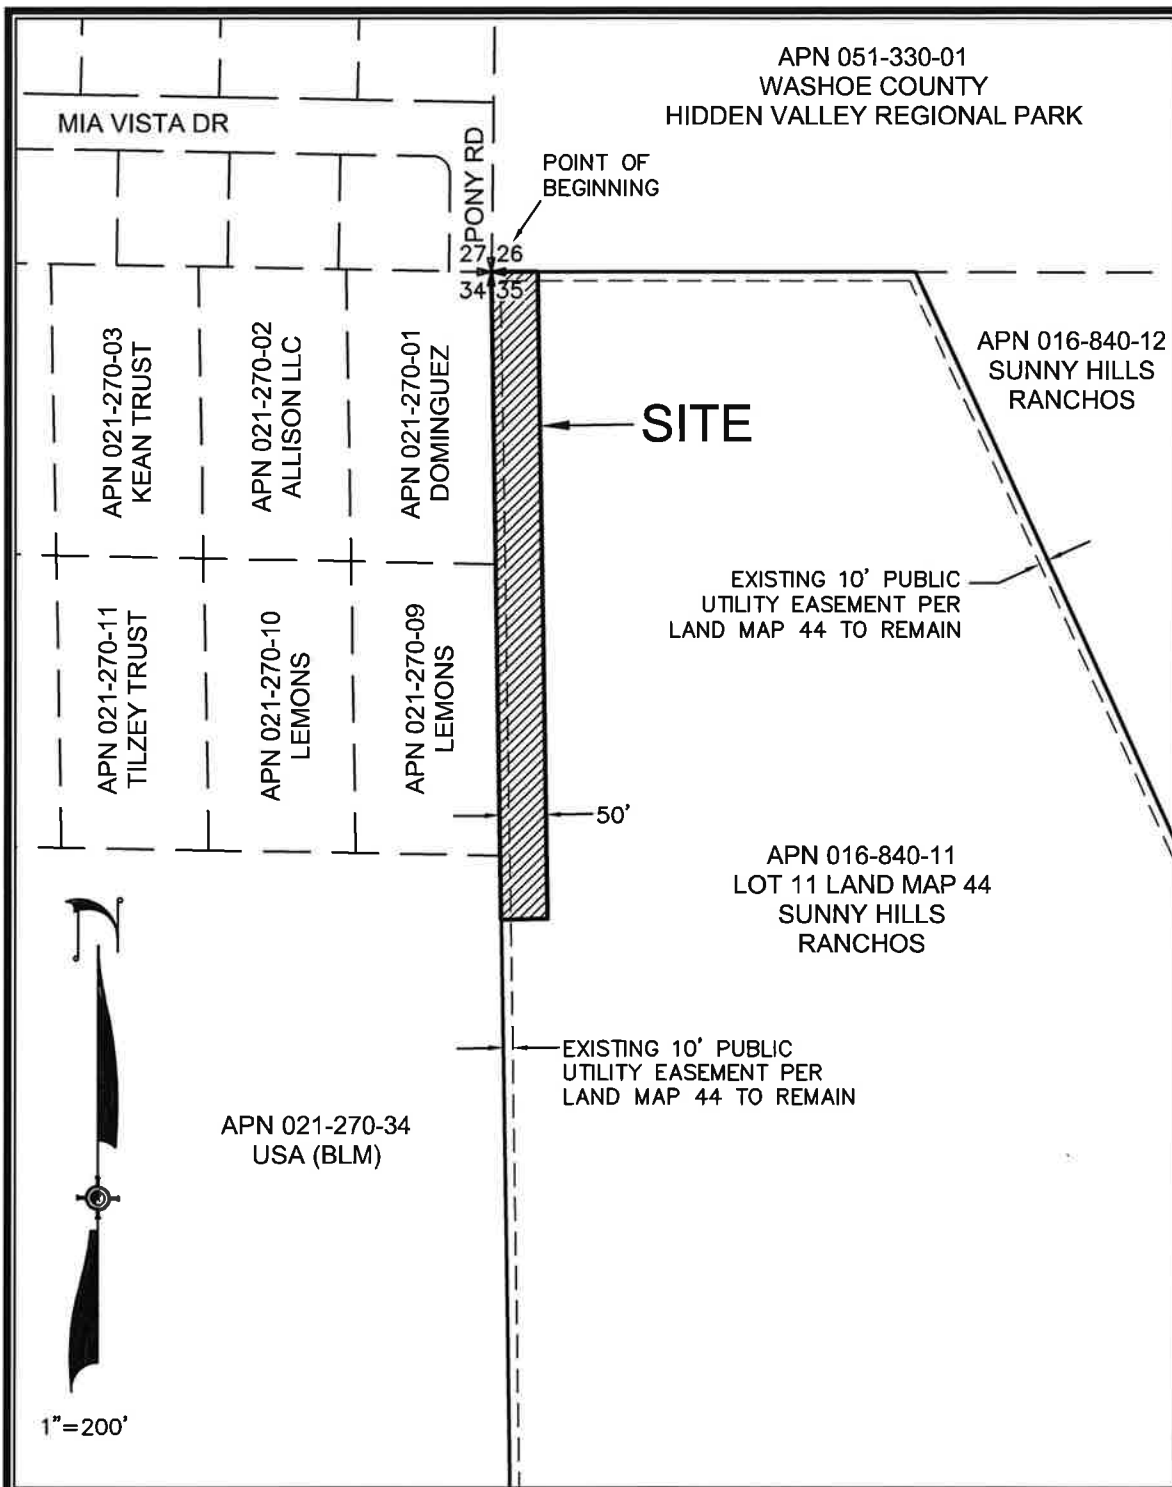 APN 051-330-01
WASHOE COUNTY
HIDDEN VALLEY REGIONAL PARK
MIA VISTA DR
PONY RD
POINT OF
BEGINNING
27 26
34 35
APN 021-270-03
KEAN TRUST
APN 021-270-02
ALLISON LLC
APN 021-270-01
DOMINGUEZ
SITE
APN 016-840-12
SUNNY HILLS
RANCHOS
EXISTING 10' PUBLIC
UTILITY EASEMENT PER
LAND MAP 44 TO REMAIN
APN 021-270-11
TILZEY TRUST
APN 021-270-10
LEMONS
APN 021-270-09
LEMONS
50'
APN 016-840-11
LOT 11 LAND MAP 44
SUNNY HILLS
RANCHOS
EXISTING 10' PUBLIC
UTILITY EASEMENT PER
LAND MAP 44 TO REMAIN
APN 021-270-34
USA (BLM)
1"=200'